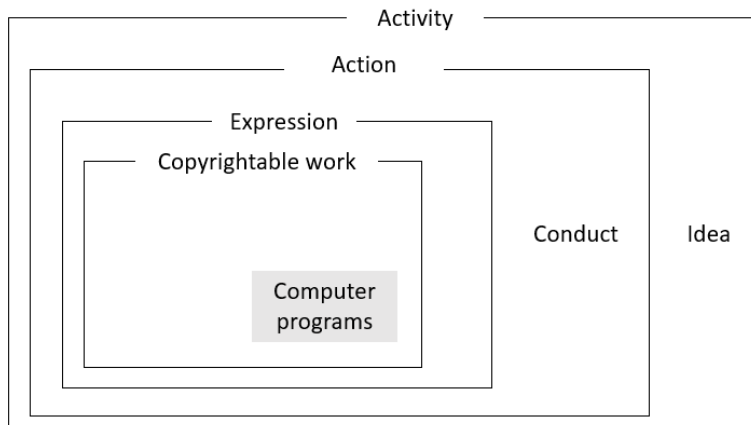 Activity
Action
Expression
Copyrightable work
Conduct
Idea
Computer
programs